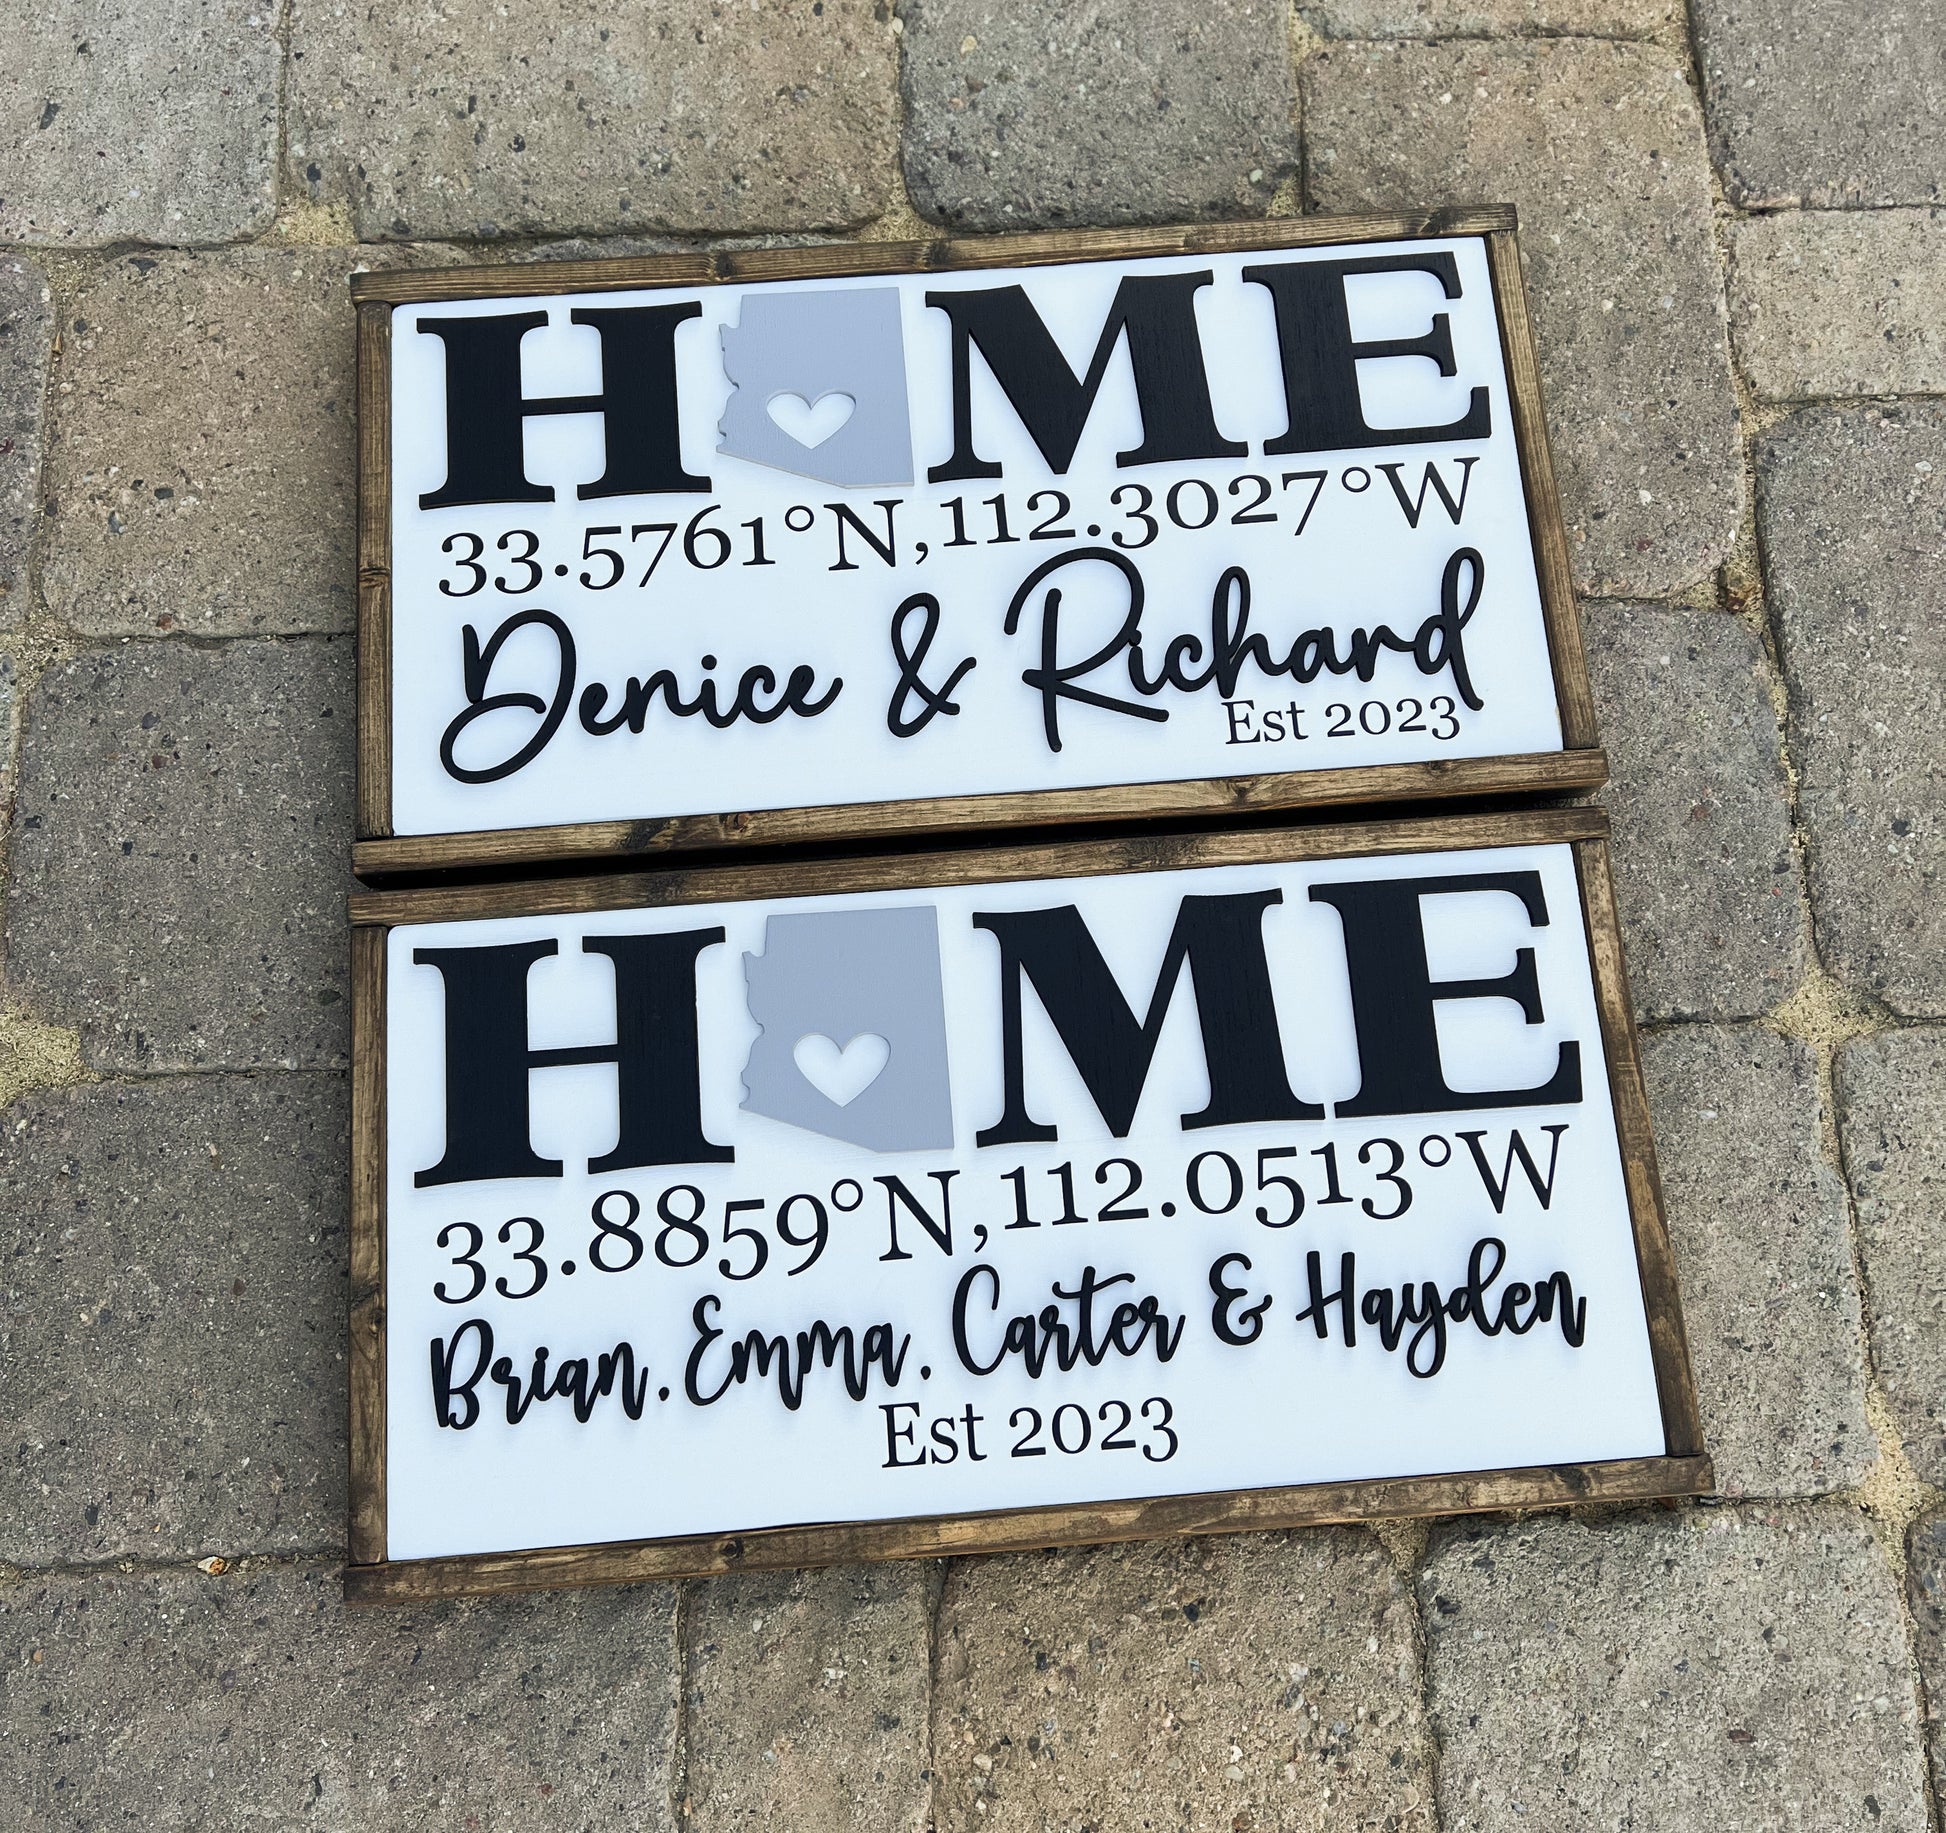 H ME
33.5761°N,112.3027°W
Denice & Richard
Est 2023
H ME
33.8859°N,112.0513°W
Brian, Emma, Carter & Hayden
Est 2023